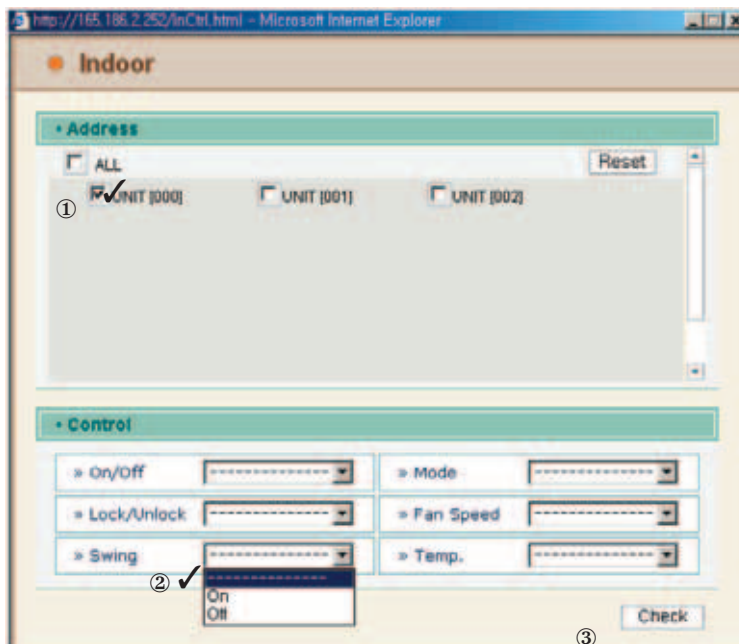 http://165.186.2.252/InCtrl.html - Microsoft Internet Explorer
Indoor
• Address
ALL
Reset
① UNIT [000] UNIT [001] UNIT [002]
• Control
» On/Off -------------- » Mode --------------
» Lock/Unlock -------------- » Fan Speed --------------
» Swing -------------- » Temp. --------------
② --------------
On
Off
Check
③